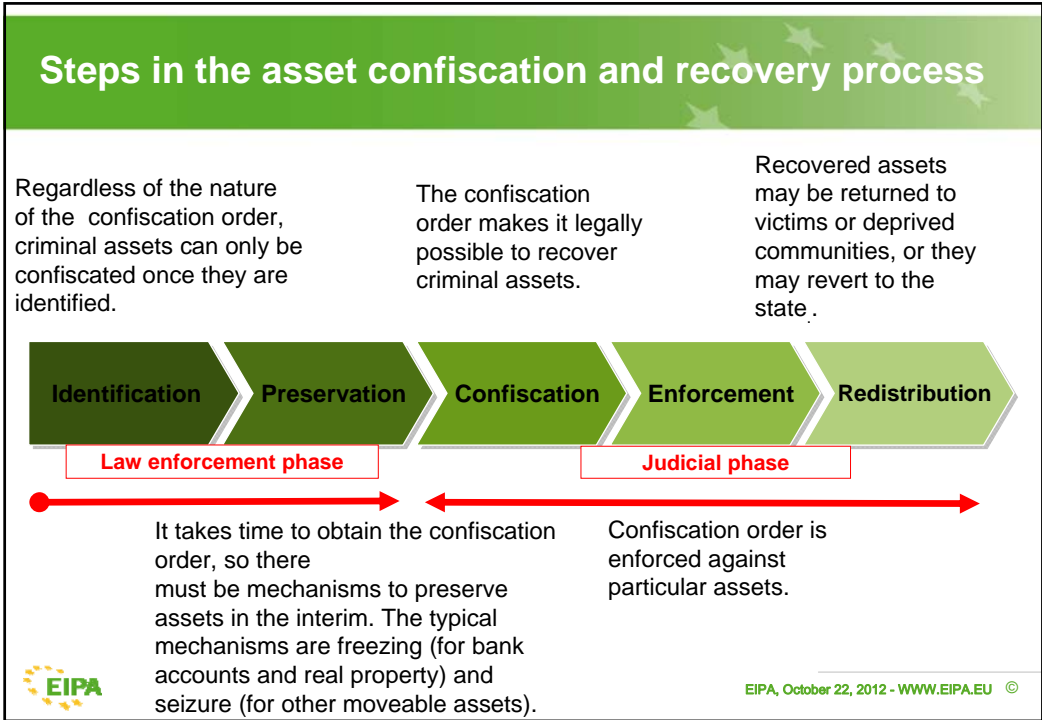 Steps in the asset confiscation and recovery process
Regardless of the nature
of the confiscation order,
criminal assets can only be
confiscated once they are
identified.
The confiscation
order makes it legally
possible to recover
criminal assets.
Recovered assets
may be returned to
victims or deprived
communities, or they
may revert to the
state.
Identification
Preservation
Confiscation
Enforcement
Redistribution
Law enforcement phase
Judicial phase
It takes time to obtain the confiscation
order, so there
must be mechanisms to preserve
assets in the interim. The typical
mechanisms are freezing (for bank
accounts and real property) and
seizure (for other moveable assets).
Confiscation order is
enforced against
particular assets.
EIPA
EIPA, October 22, 2012 - WWW.EIPA.EU ©